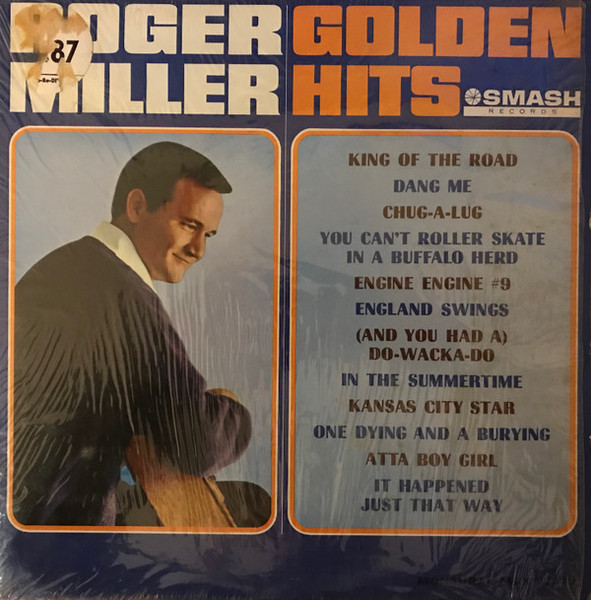 ROGER GOLDEN
MILLER HITS
SMASH
RECORDS
87
KING OF THE ROAD
DANG ME
CHUG-A-LUG
YOU CAN'T ROLLER SKATE
IN A BUFFALO HERD
ENGINE ENGINE #9
ENGLAND SWINGS
(AND YOU HAD A)
DO-WACKA-DO
IN THE SUMMERTIME
KANSAS CITY STAR
ONE DYING AND A BURYING
ATTA BOY GIRL
IT HAPPENED
JUST THAT WAY